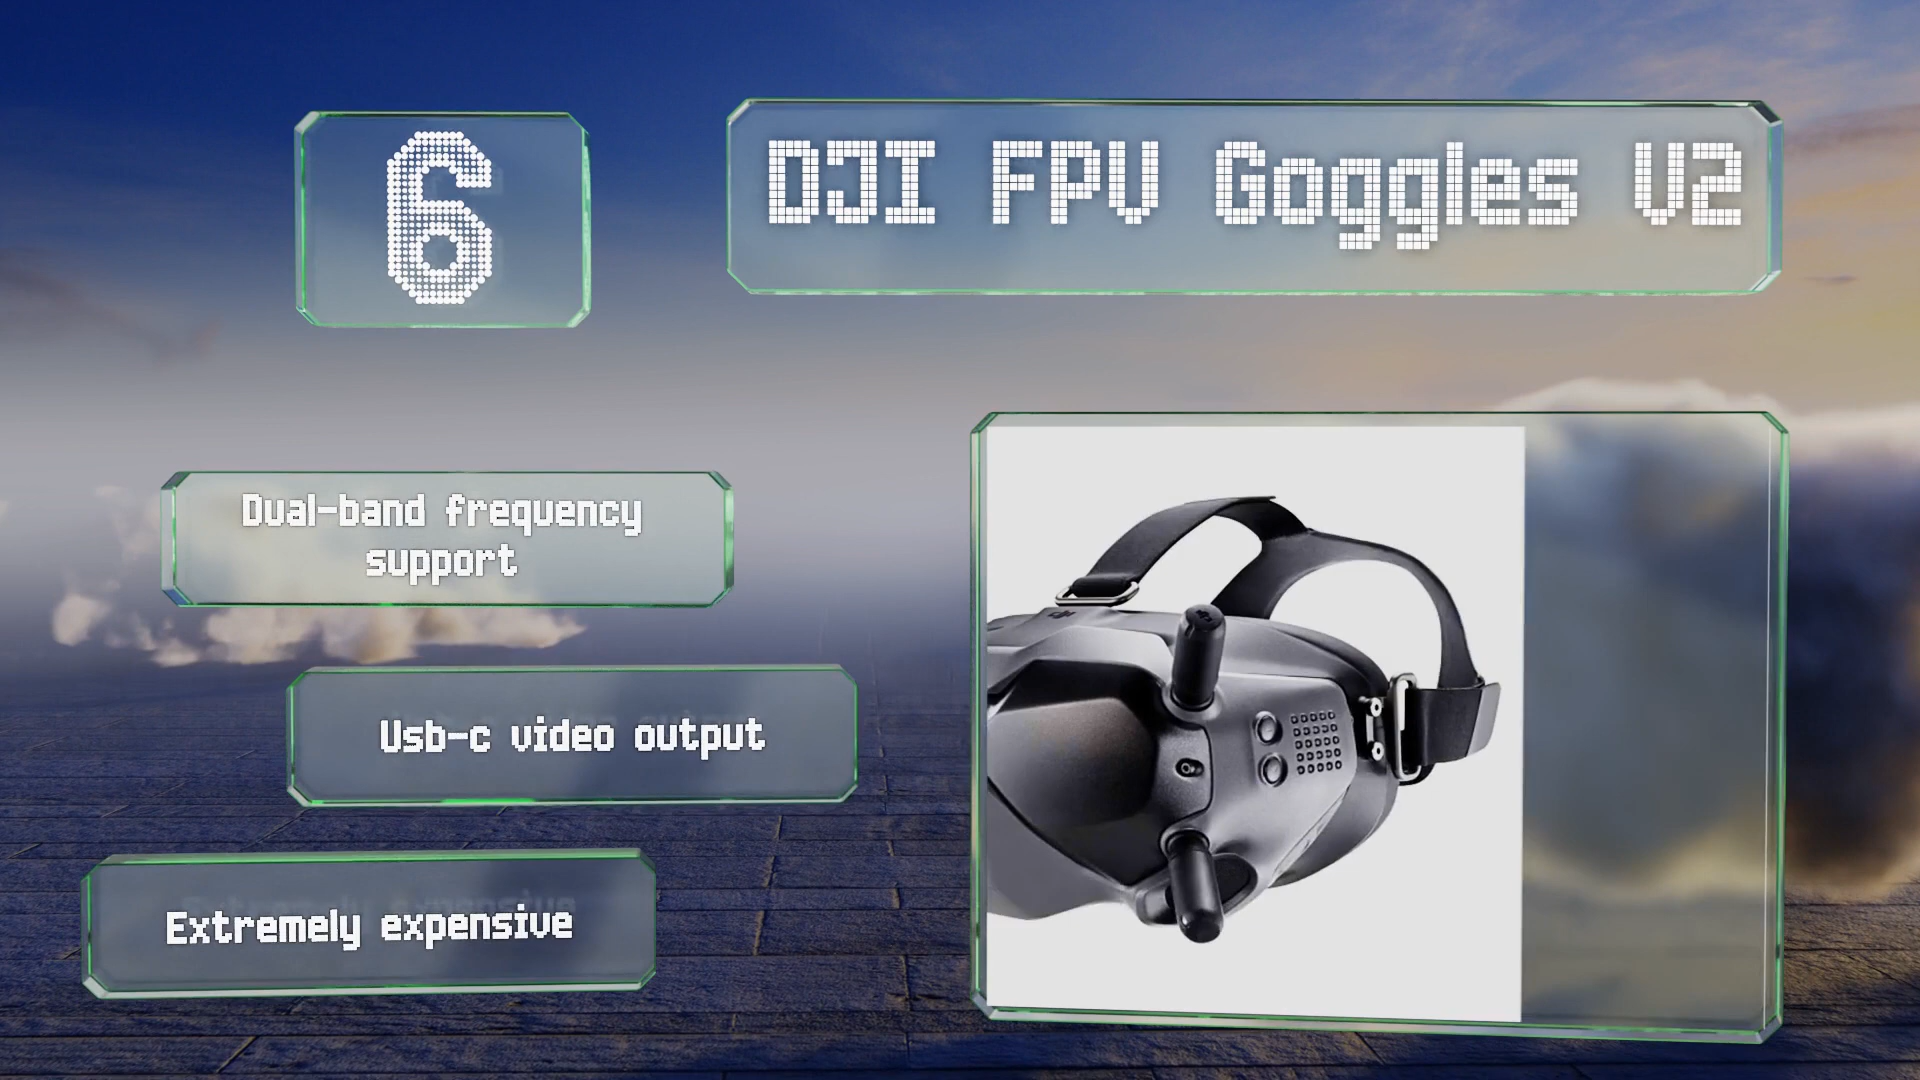 6
DJI FPV Goggles V2
Dual-band frequency
support
Usb-c video output
Extremely expensive